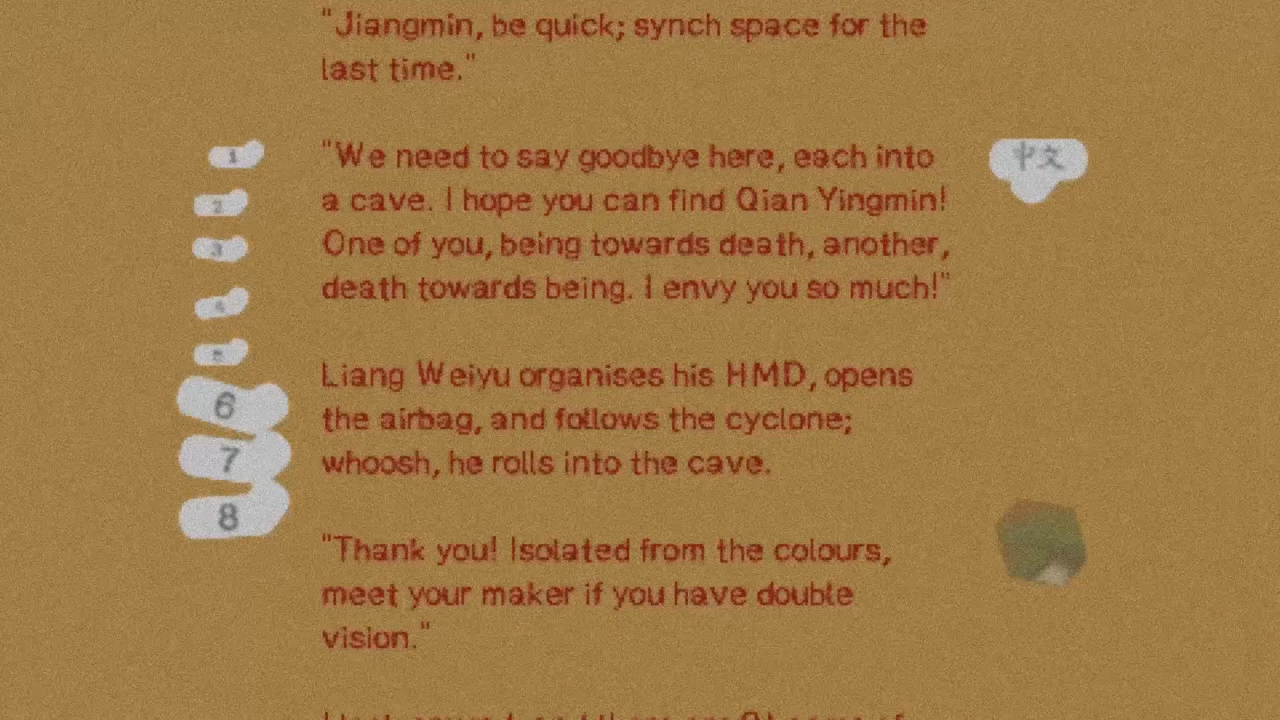 "Jiangmin, be quick; synch space for the
last time."
1
"We need to say goodbye here, each into
中文
2
a cave. I hope you can find Qian Yingmin!
3
One of you, being towards death, another,
4
death towards being. I envy you so much!"
5
Liang Weiyu organises his HMD, opens
6
the airbag, and follows the cyclone;
7
whoosh, he rolls into the cave.
8
"Thank you! Isolated from the colours,
meet your maker if you have double
vision."